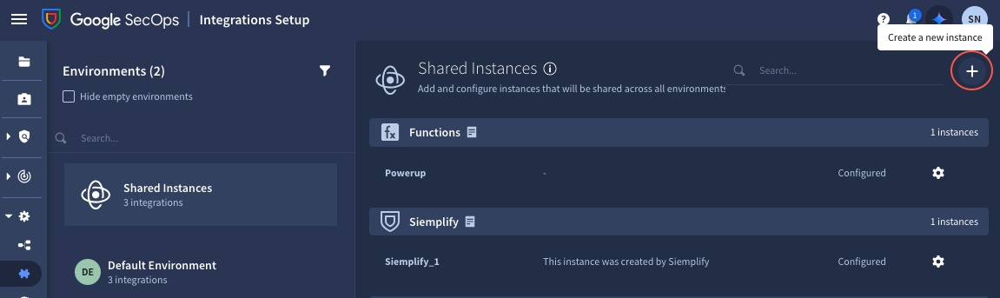 Google SecOps
Integrations Setup
?
1
SN
Create a new instance
Environments (2)
Hide empty environments
Search...
Shared Instances
3 integrations
DE
Default Environment
3 integrations
Shared Instances
Add and configure instances that will be shared across all environments
Search...
fx
Functions
1 instances
Powerup
-
Configured
Siemplify
1 instances
Siemplify_1
This instance was created by Siemplify
Configured